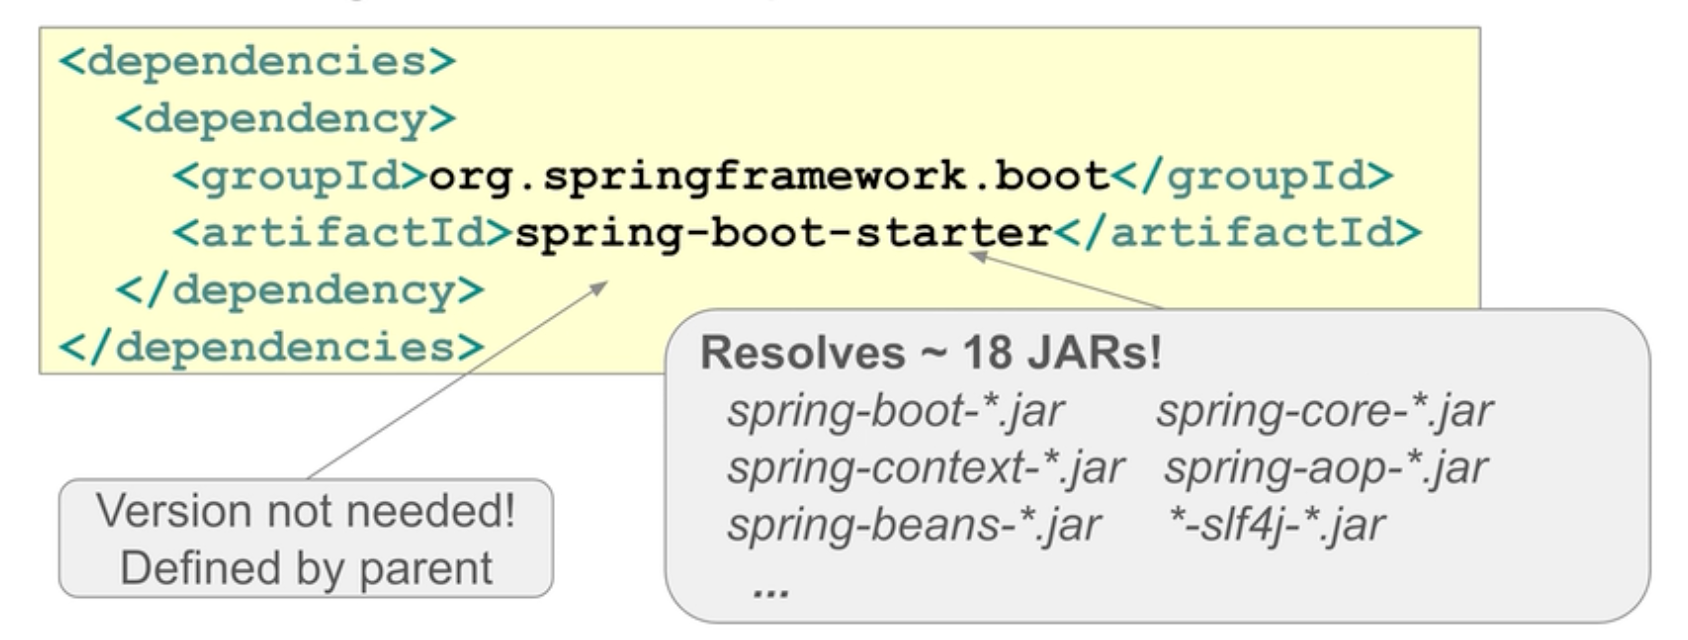 <dependencies>
<dependency>
<groupId>org.springframework.boot</groupId>
<artifactId>spring-boot-starter</artifactId>
</dependency>
</dependencies>
Version not needed!
Defined by parent
Resolves ~ 18 JARs!
spring-boot-*.jar spring-core-*.jar
spring-context-*.jar spring-aop-*.jar
spring-beans-*.jar *-slf4j-*.jar
...